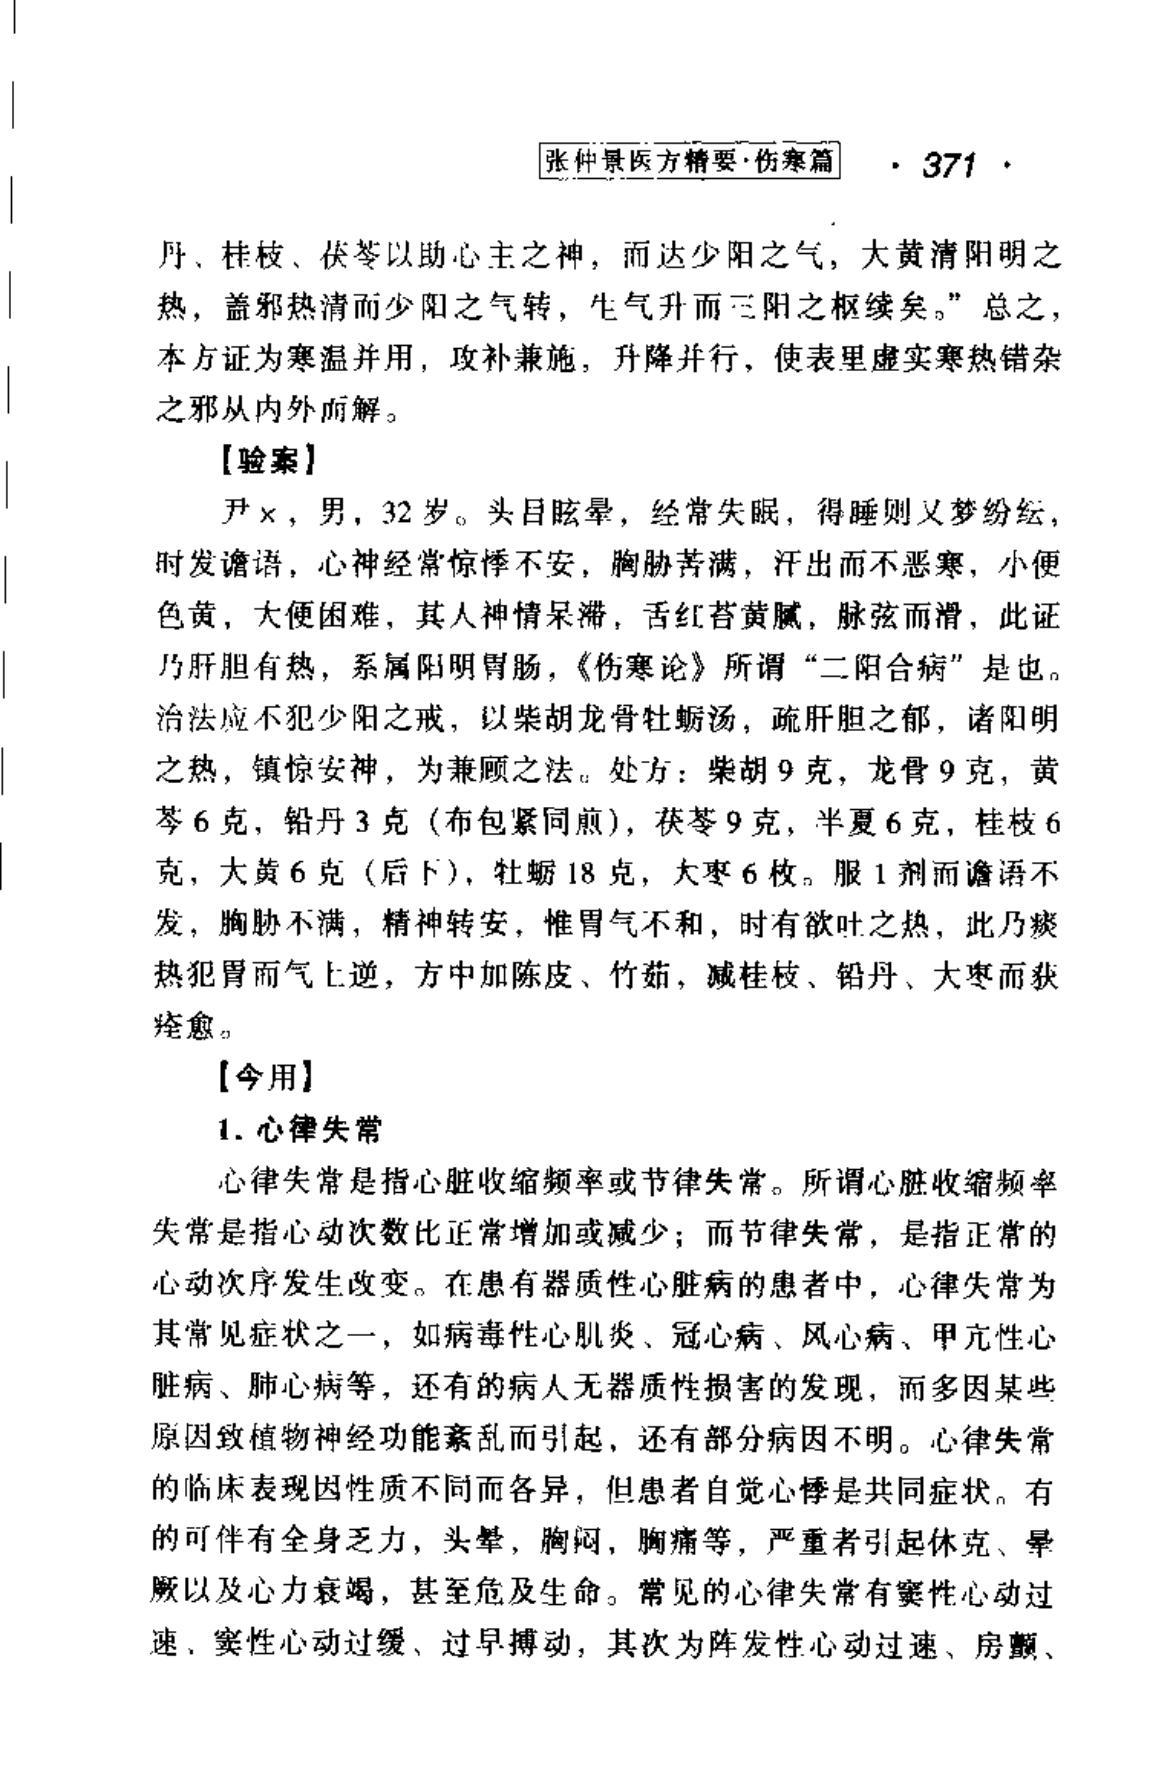 张仲景医方精要·伤寒篇 · 371 ·
丹、桂枝、茯苓以助心主之神，而达少阳之气，大黄清阳明之
热，盖邪热清而少阳之气转，生气升而三阳之枢续矣。”总之，
本方证为寒温并用，攻补兼施，升降并行，使表里虚实寒热错杂
之邪从内外而解。
【验案】
尹×，男，32岁。头目眩晕，经常失眠，得睡则又梦纷纭，
时发谵语，心神经常惊悸不安，胸胁苦满，汗出而不恶寒，小便
色黄，大便困难，其人神情呆滞，舌红苔黄腻，脉弦而滑，此证
乃肝胆有热，系属阳明胃肠，《伤寒论》所谓“二阳合病”是也。
治法应不犯少阳之戒，以柴胡龙骨牡蛎汤，疏肝胆之郁，诸阳明
之热，镇惊安神，为兼顾之法。处方：柴胡9克，龙骨9克，黄
芩6克，铅丹3克（布包紧同煎），茯苓9克，半夏6克，桂枝6
克，大黄6克（后下），牡蛎18克，大枣6枚。服1剂而谵语不
发，胸胁不满，精神转安，惟胃气不和，时有欲吐之热，此乃痰
热犯胃而气上逆，方中加陈皮、竹茹，减桂枝、铅丹、大枣而获
痊愈。
【今用】
1．心律失常
心律失常是指心脏收缩频率或节律失常。所谓心脏收缩频率
失常是指心动次数比正常增加或减少；而节律失常，是指正常的
心动次序发生改变。在患有器质性心脏病的患者中，心律失常为
其常见症状之一，如病毒性心肌炎、冠心病、风心病、甲亢性心
脏病、肺心病等，还有的病人无器质性损害的发现，而多因某些
原因致植物神经功能紊乱而引起，还有部分病因不明。心律失常
的临床表现因性质不同而各异，但患者自觉心悸是共同症状。有
的可伴有全身乏力，头晕，胸闷，胸痛等，严重者引起休克、晕
厥以及心力衰竭，甚至危及生命。常见的心律失常有窦性心动过
速、窦性心动过缓、过早搏动，其次为阵发性心动过速、房颤、